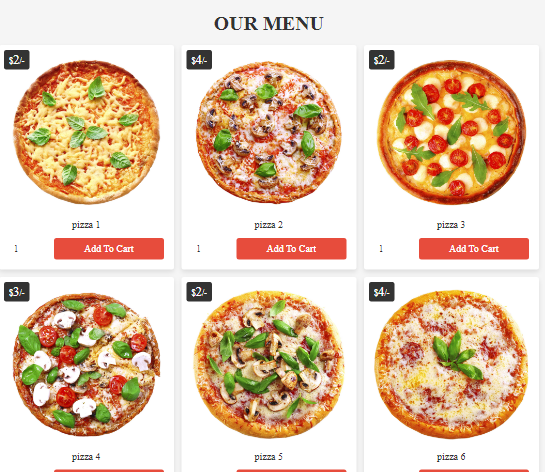 OUR MENU
$2/-
$4/-
$2/-
pizza 1
pizza 2
pizza 3
1
Add To Cart
1
Add To Cart
1
Add To Cart
$3/-
$2/-
$4/-
pizza 4
pizza 5
pizza 6